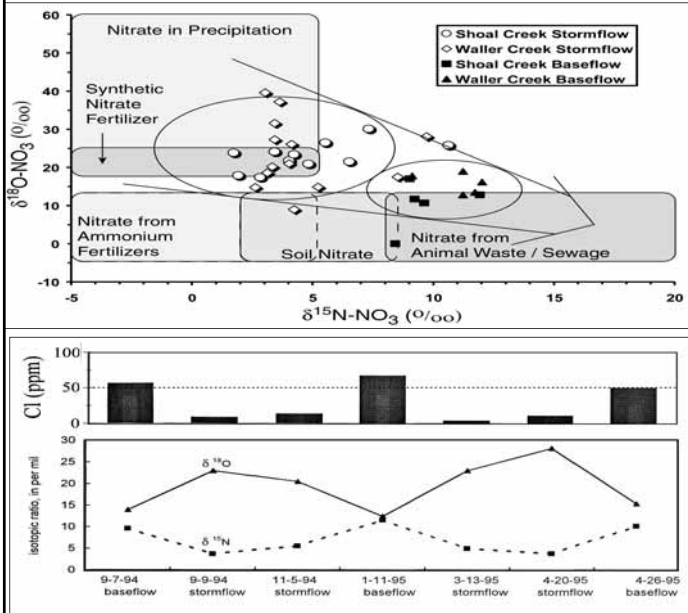 60
50
40
30
20
10
0
-10
δ¹⁸O-NO₃ (0/00)
Nitrate in Precipitation
Synthetic
Nitrate
Fertilizer
Nitrate from
Ammonium
Fertilizers
Soil Nitrate
Nitrate from
Animal Waste / Sewage
Shoal Creek Stormflow
Waller Creek Stormflow
Shoal Creek Baseflow
Waller Creek Baseflow
-5 0 5 10 15 20
δ¹⁵N-NO₃ (0/00)
Cl (ppm)
100
50
0
isotopic ratio, in per mil
30
25
20
15
10
5
0
δ ¹⁸O
δ ¹⁵N
9-7-94 9-9-94 11-5-94 1-11-95 3-13-95 4-20-95 4-26-95
baseflow stormflow stormflow baseflow stormflow stormflow baseflow